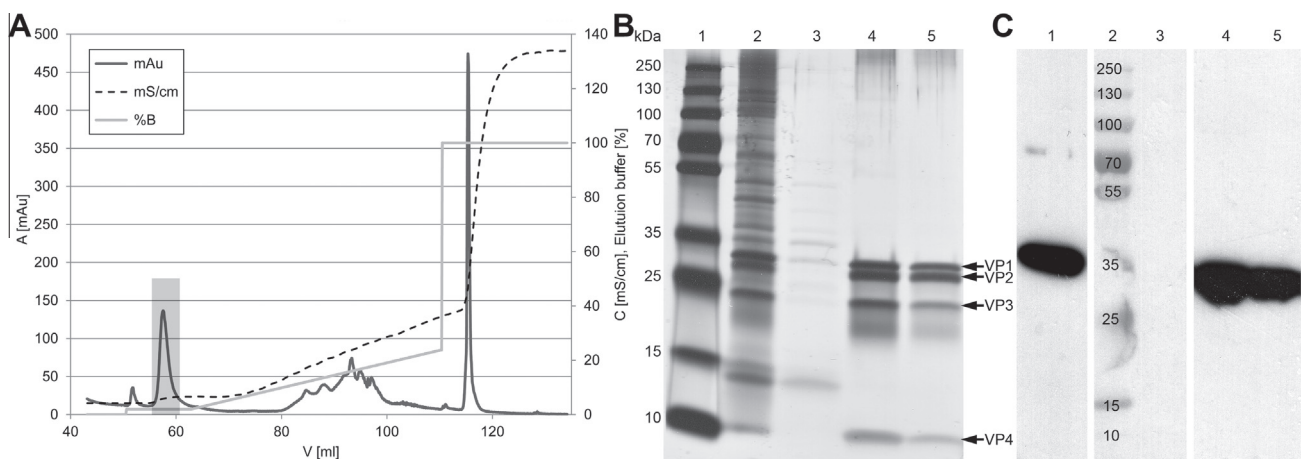 A
A [mAu]
500
450
400
350
300
250
200
150
100
50
0
mAu
mS/cm
%B
140
120
100
80
60
40
20
0
C [mS/cm], Elutuion buffer [%]
40 60 80 100 120
V [ml]
B
kDa 1 2 3 4 5
250
130
100
70
55
35
25
15
10
VP1
VP2
VP3
VP4
C
1 2 3 4 5
250
130
100
70
55
35
25
15
10